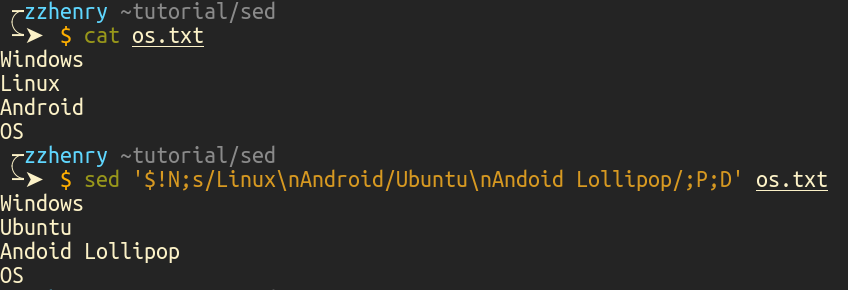 zzhenry ~tutorial/sed
$ cat os.txt
Windows
Linux
Android
OS
zzhenry ~tutorial/sed
$ sed '$!N;s/Linux\nAndroid/Ubuntu\nAndoid Lollipop/;P;D' os.txt
Windows
Ubuntu
Andoid Lollipop
OS